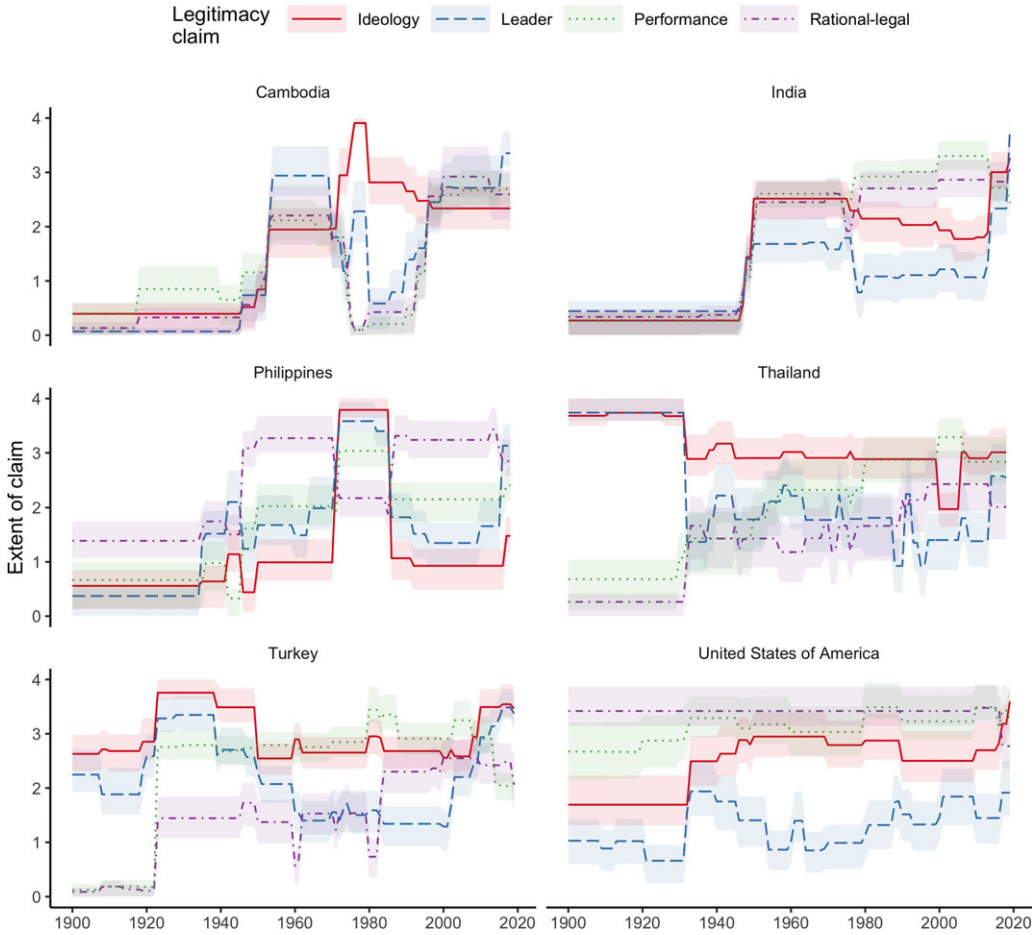 Legitimacy claim Ideology Leader Performance Rational-legal
Cambodia India
4
3
2
1
0
Philippines Thailand
4
3
2
1
0
Extent of claim
Turkey United States of America
4
3
2
1
0
1900 1920 1940 1960 1980 2000 2020 1900 1920 1940 1960 1980 2000 2020